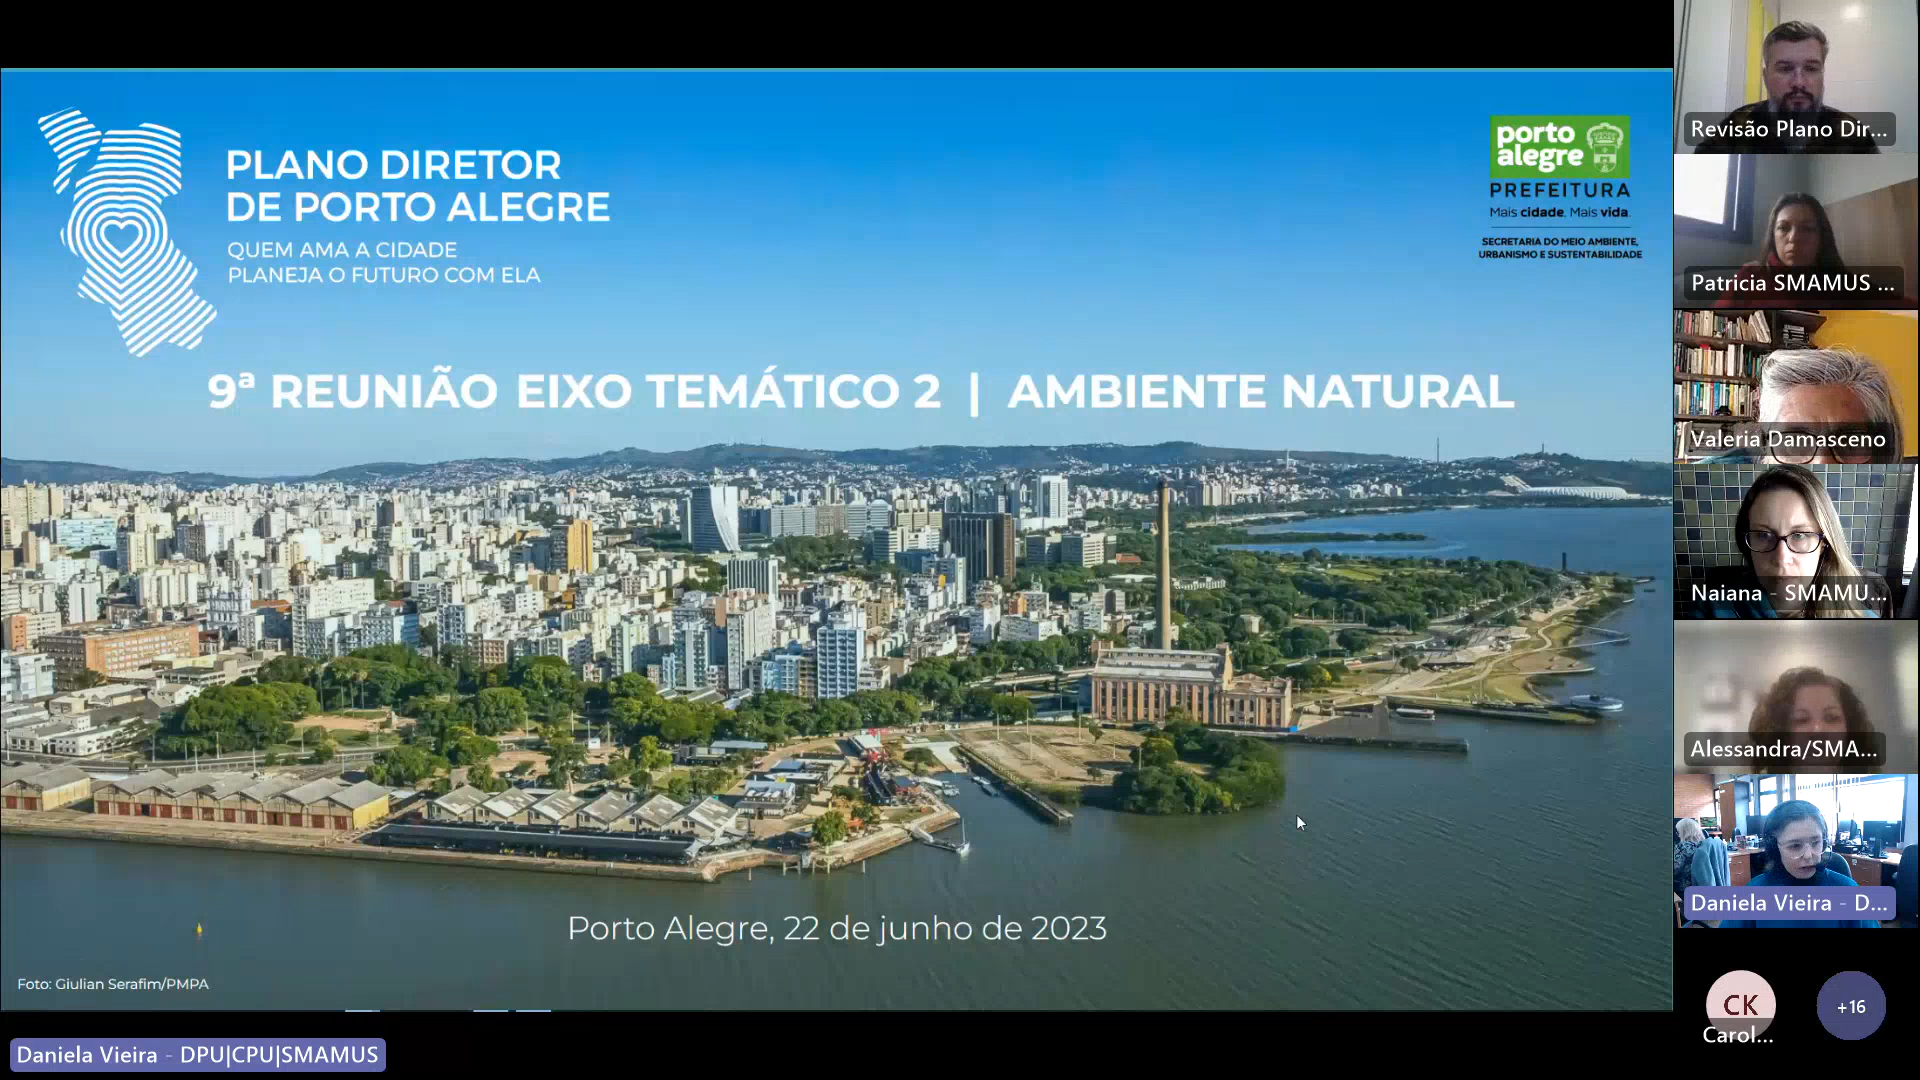 PLANO DIRETOR
DE PORTO ALEGRE
QUEM AMA A CIDADE
PLANEJA O FUTURO COM ELA
porto
alegre
PREFEITURA
Mais cidade. Mais vida.
SECRETARIA DO MEIO AMBIENTE,
URBANISMO E SUSTENTABILIDADE
9ª REUNIÃO EIXO TEMÁTICO 2 | AMBIENTE NATURAL
Porto Alegre, 22 de junho de 2023
Foto: Giulian Serafim/PMPA
Daniela Vieira - DPU|CPU|SMAMUS
Revisão Plano Dir...
Patricia SMAMUS ...
Valeria Damasceno
Naiana - SMAMU...
Alessandra/SMA...
Daniela Vieira - D...
CK
Carol...
+16